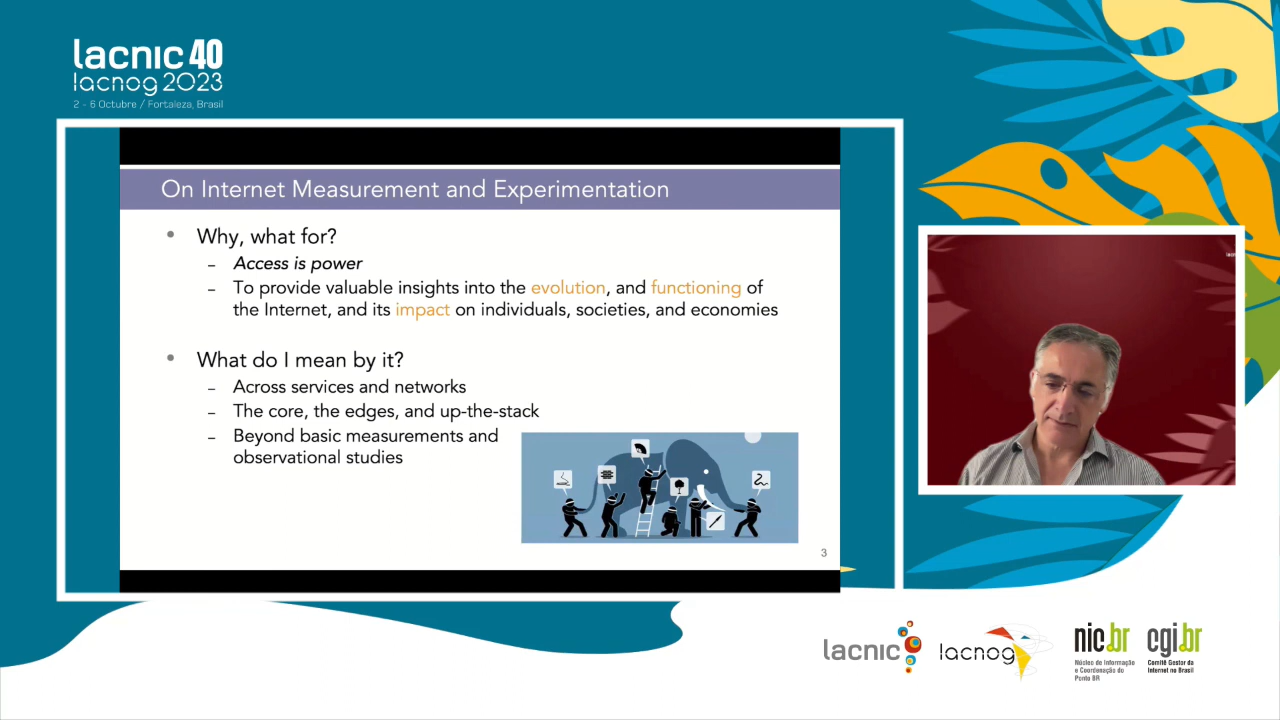 lacnic 40
lacnog 2023
2 - 6 Octubre / Fortaleza, Brasil
On Internet Measurement and Experimentation
• Why, what for?
– Access is power
– To provide valuable insights into the evolution, and functioning of
the Internet, and its impact on individuals, societies, and economies
• What do I mean by it?
– Across services and networks
– The core, the edges, and up-the-stack
– Beyond basic measurements and
observational studies
3
lacnic
lacnog
nic.br
Núcleo de Informação
e Coordenação do
Ponto BR
cgi.br
Comitê Gestor da
Internet no Brasil